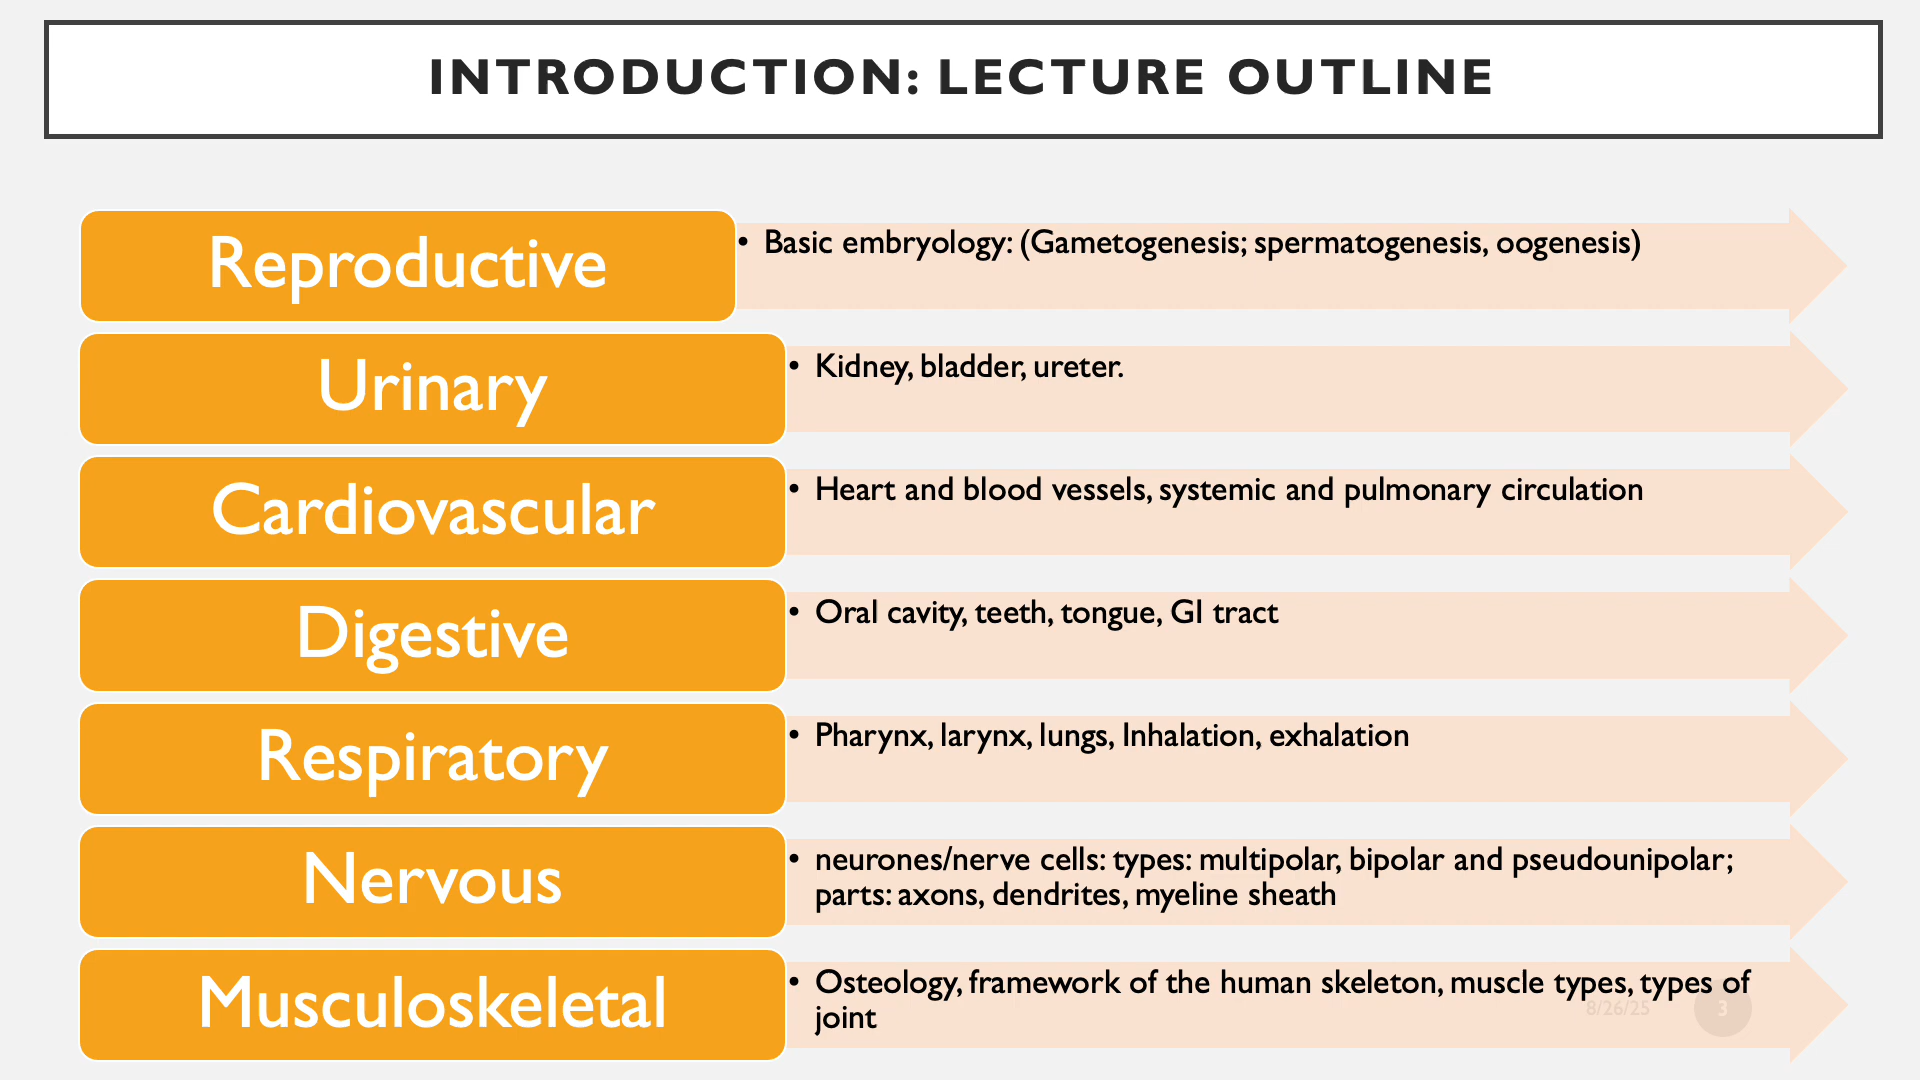 INTRODUCTION: LECTURE OUTLINE
Reproductive
• Basic embryology: (Gametogenesis; spermatogenesis, oogenesis)
Urinary
• Kidney, bladder, ureter.
Cardiovascular
• Heart and blood vessels, systemic and pulmonary circulation
Digestive
• Oral cavity, teeth, tongue, GI tract
Respiratory
• Pharynx, larynx, lungs, Inhalation, exhalation
Nervous
• neurones/nerve cells: types: multipolar, bipolar and pseudounipolar;
parts: axons, dendrites, myeline sheath
Musculoskeletal
• Osteology, framework of the human skeleton, muscle types, types of
joint
8/26/25
3